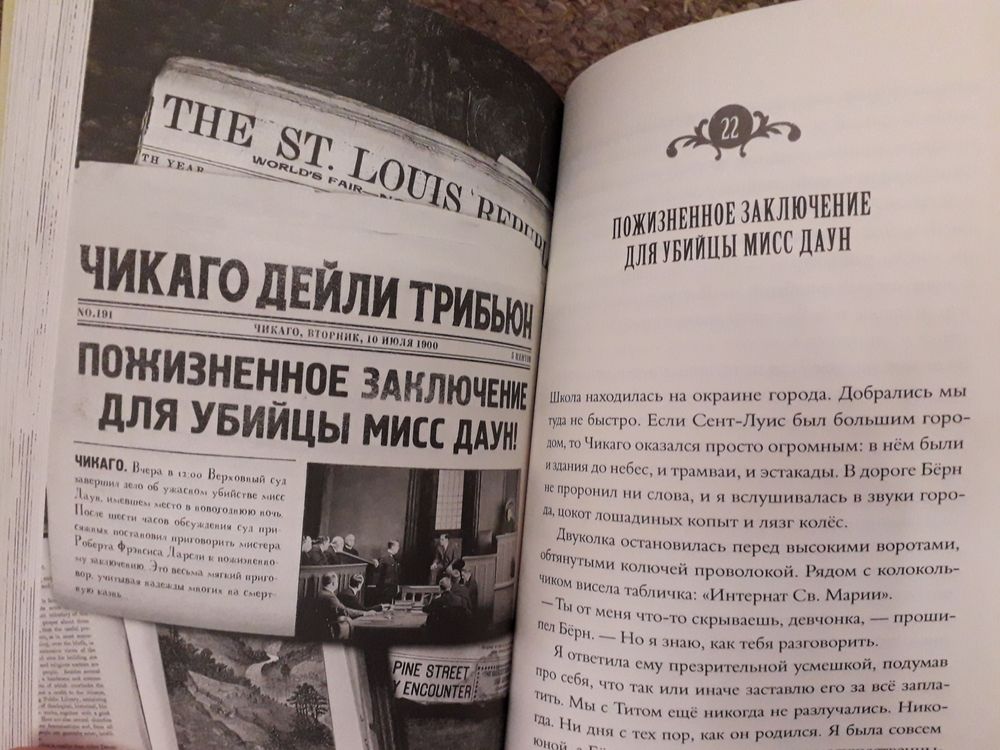 THE ST. LOUIS REPUB
TH YEAR
WORLD'S FAIR—NO
ЧИКАГО ДЕЙЛИ ТРИБЬЮН
NO.191
ЧИКАГО, ВТОРНИК, 10 ИЮЛЯ 1900
5 ЦЕНТОВ
ПОЖИЗНЕННОЕ ЗАКЛЮЧЕНИЕ
ДЛЯ УБИЙЦЫ МИСС ДАУН!
ЧИКАГО. Вчера в 12:00 Верховный суд
завершил дело об ужасном убийстве мисс
Даун, имевшем место в новогоднюю ночь.
После шести часов обсуждения суд при-
сяжных постановил приговорить мистера
Роберта Фрэнсиса Дарсли к пожизненно-
му заключению. Это весьма мягкий приго-
вор, учитывая надежды многих на смерт-
ную казнь.
PINE STREET
Y ENCOUNTER
22
ПОЖИЗНЕННОЕ ЗАКЛЮЧЕНИЕ
ДЛЯ УБИЙЦЫ МИСС ДАУН
Школа находилась на окраине города. Добрались мы
туда не быстро. Если Сент-Луис был большим горо-
дом, то Чикаго оказался просто огромным: в нём были
и здания до небес, и трамваи, и эстакады. В дороге Бёрн
не проронил ни слова, и я вслушивалась в звуки горо-
да, цокот лошадиных копыт и лязг колёс.
Двуколка остановилась перед высокими воротами,
обтянутыми колючей проволокой. Рядом с колоколь-
чиком висела табличка: «Интернат Св. Марии».
— Ты от меня что-то скрываешь, девчонка, — проши-
пел Бёрн. — Но я знаю, как тебя разговорить.
Я ответила ему презрительной усмешкой, подумав
про себя, что так или иначе заставлю его за всё запла-
тить. Мы с Титом ещё никогда не разлучались. Нико-
гда. Ни дня с тех пор, как он родился. Я была совсем
юной, а